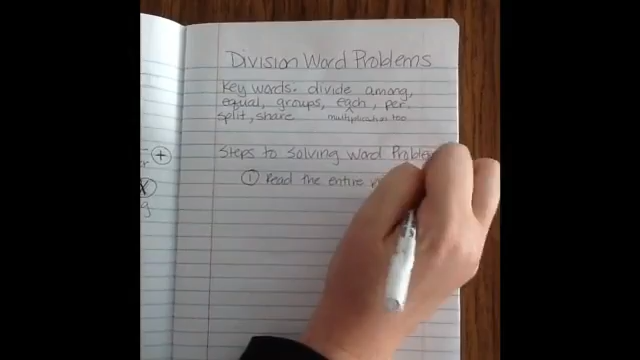 Division Word Problems
Key words- divide among,
equal, groups, each, per,
split, share multiplication too
Steps to solving word
① Read the entire
+
X
g